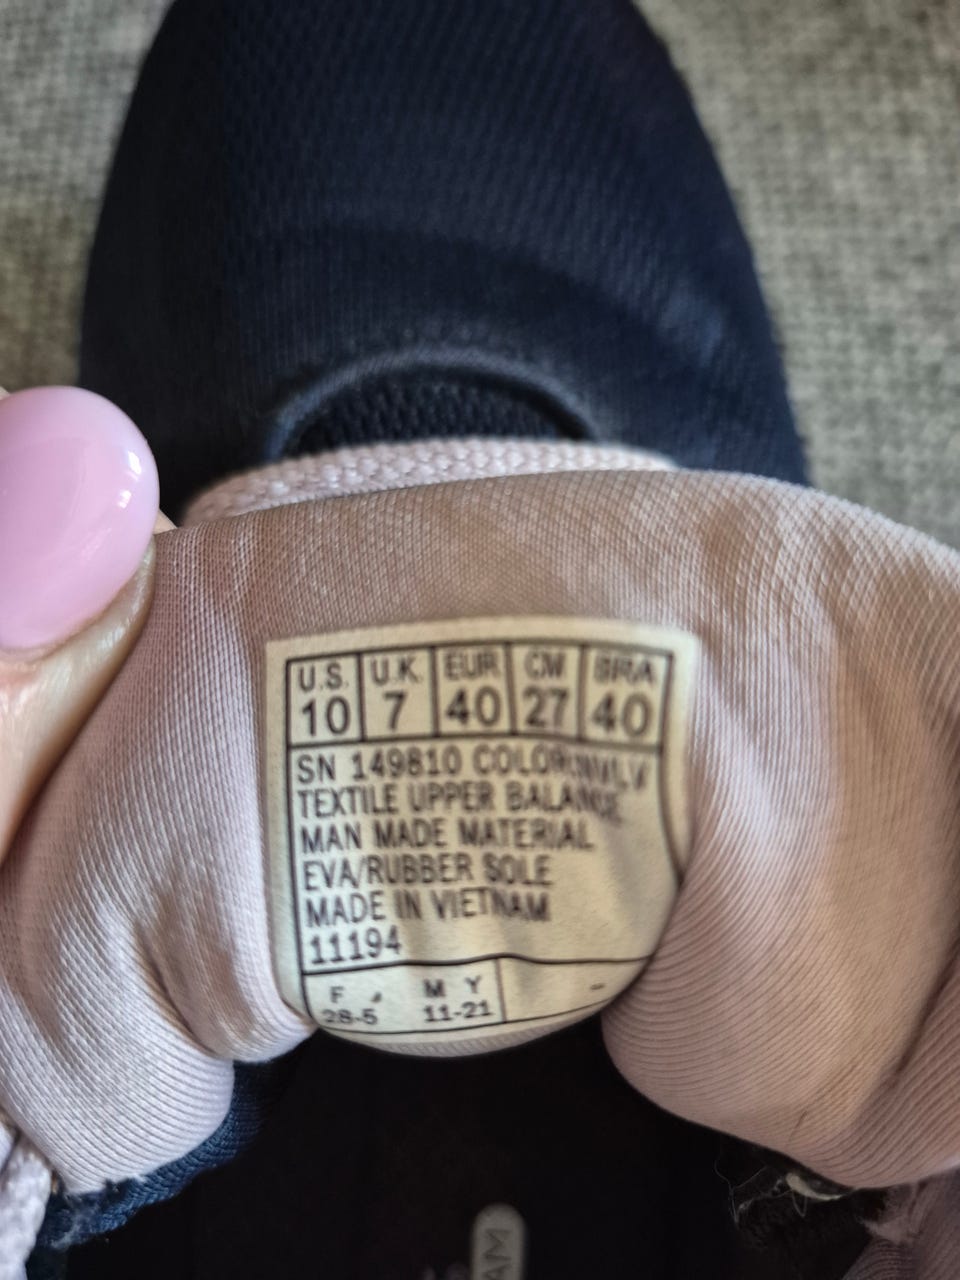 U.S. U.K. EUR CM BRA
10 7 40 27 40
SN 149810 COLOR:NVLV
TEXTILE UPPER BALANCE
MAN MADE MATERIAL
EVA/RUBBER SOLE
MADE IN VIETNAM
11194
F M Y -
28-5 11-21
AM